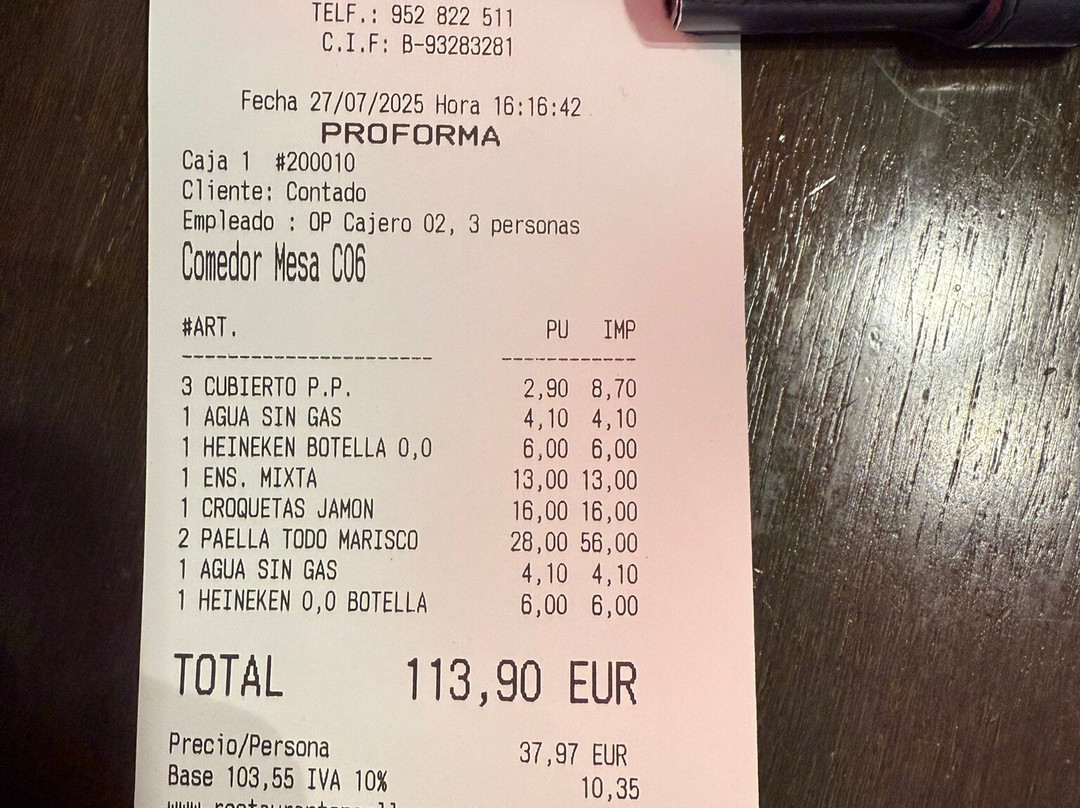 TELF.: 952 822 511
C.I.F: B-93283281
Fecha 27/07/2025 Hora 16:16:42
PROFORMA
Caja 1 #200010
Cliente: Contado
Empleado : OP Cajero 02, 3 personas
Comedor Mesa C06
#ART. PU IMP
3 CUBIERTO P.P. 2,90 8,70
1 AGUA SIN GAS 4,10 4,10
1 HEINEKEN BOTELLA 0,0 6,00 6,00
1 ENS. MIXTA 13,00 13,00
1 CROQUETAS JAMON 16,00 16,00
2 PAELLA TODO MARISCO 28,00 56,00
1 AGUA SIN GAS 4,10 4,10
1 HEINEKEN 0,0 BOTELLA 6,00 6,00
TOTAL 113,90 EUR
Precio/Persona 37,97 EUR
Base 103,55 IVA 10% 10,35